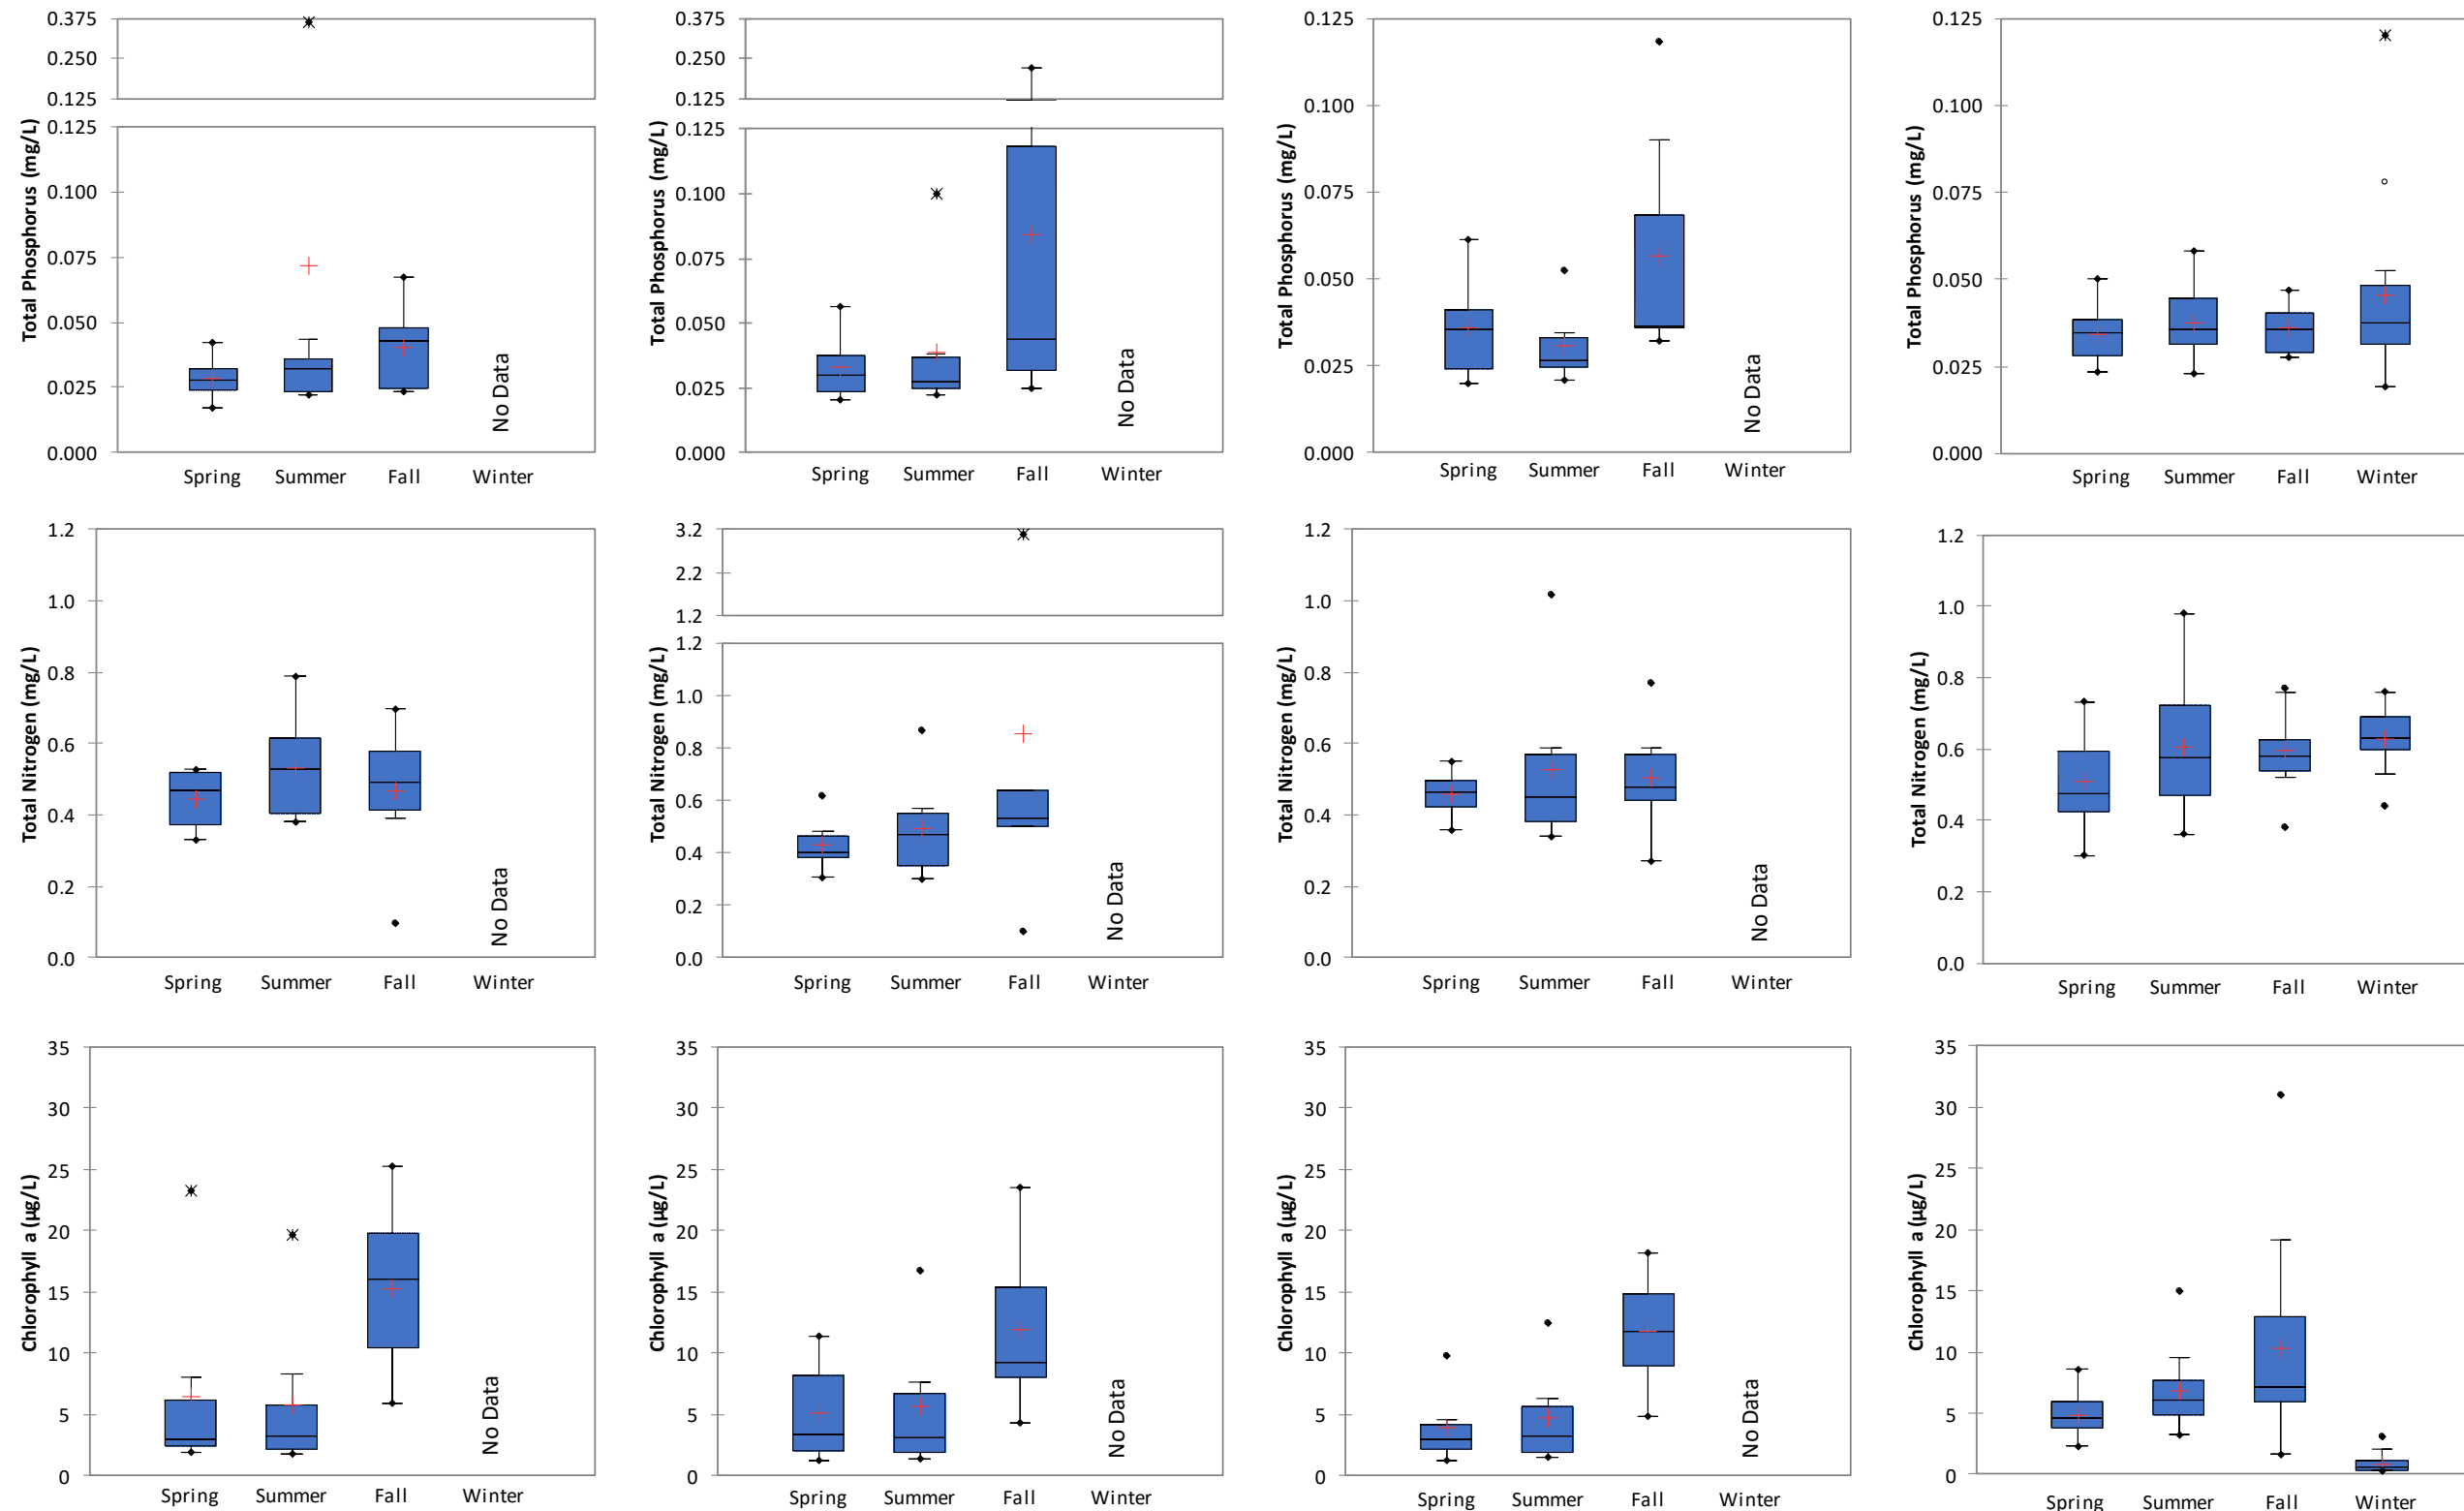 0.375
0.250
0.125
0.125
0.100
0.075
0.050
0.025
0.000
Total Phosphorus (mg/L)
No Data
Spring Summer Fall Winter
0.375
0.250
0.125
0.125
0.100
0.075
0.050
0.025
0.000
Total Phosphorus (mg/L)
No Data
Spring Summer Fall Winter
0.125
0.100
0.075
0.050
0.025
0.000
Total Phosphorus (mg/L)
No Data
Spring Summer Fall Winter
0.125
0.100
0.075
0.050
0.025
0.000
Total Phosphorus (mg/L)
Spring Summer Fall Winter
1.2
1.0
0.8
0.6
0.4
0.2
0.0
Total Nitrogen (mg/L)
No Data
Spring Summer Fall Winter
3.2
2.2
1.2
1.2
1.0
0.8
0.6
0.4
0.2
0.0
Total Nitrogen (mg/L)
No Data
Spring Summer Fall Winter
1.2
1.0
0.8
0.6
0.4
0.2
0.0
Total Nitrogen (mg/L)
No Data
Spring Summer Fall Winter
1.2
1.0
0.8
0.6
0.4
0.2
0.0
Total Nitrogen (mg/L)
Spring Summer Fall Winter
35
30
25
20
15
10
5
0
Chlorophyll a (µg/L)
No Data
Spring Summer Fall Winter
35
30
25
20
15
10
5
0
Chlorophyll a (µg/L)
No Data
Spring Summer Fall Winter
35
30
25
20
15
10
5
0
Chlorophyll a (µg/L)
No Data
Spring Summer Fall Winter
35
30
25
20
15
10
5
0
Chlorophyll a (µg/L)
Spring Summer Fall Winter